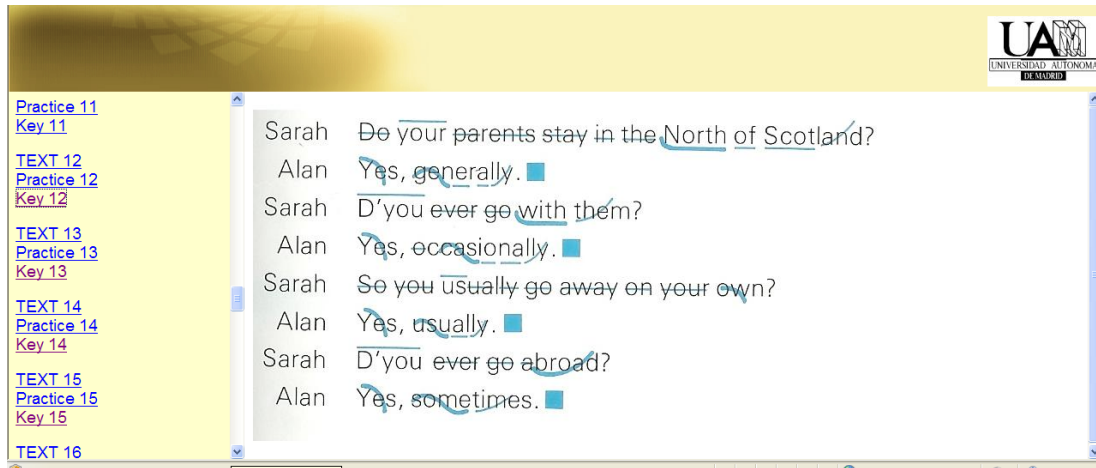 UAM
UNIVERSIDAD AUTONOMA
DE MADRID
Practice 11
Key 11
TEXT 12
Practice 12
Key 12
TEXT 13
Practice 13
Key 13
TEXT 14
Practice 14
Key 14
TEXT 15
Practice 15
Key 15
TEXT 16
Sarah Do your parents stay in the North of Scotland?
Alan Yes, generally.
Sarah D'you ever go with them?
Alan Yes, occasionally.
Sarah So you usually go away on your own?
Alan Yes, usually.
Sarah D'you ever go abroad?
Alan Yes, sometimes.